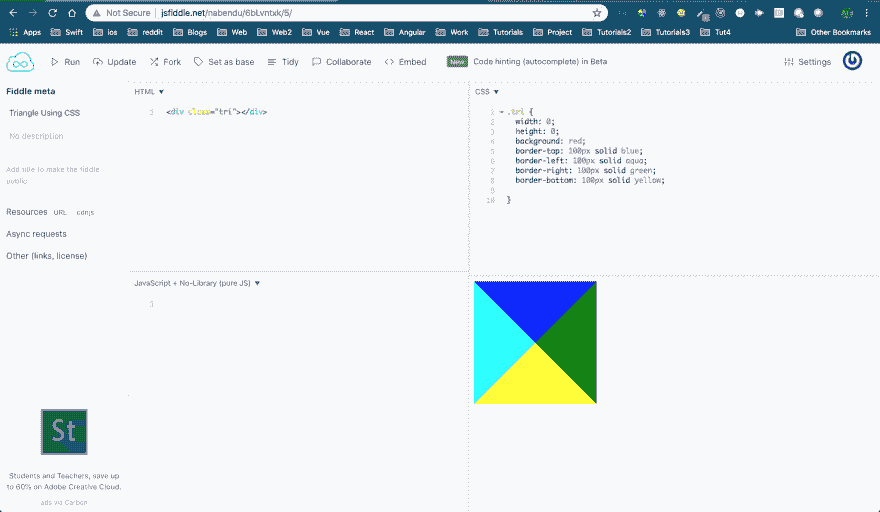 Not Secure | jsfiddle.net/nabendu/6bLvntxk/5/
Apps Swift ios reddit Blogs Web Web2 Vue React Angular Work Tutorials Project Tutorials2 Tutorials3 Tut4 Other Bookmarks
Run Update Fork Set as base Tidy Collaborate Embed New Code hinting (autocomplete) in Beta Settings
Fiddle meta
Triangle Using CSS
No description
Add title to make the fiddle
public.
Resources URL cdnjs
Async requests
Other (links, license)
HTML
<div class="tri"></div>
CSS
1 .tri {
2 width: 0;
3 height: 0;
4 background: red;
5 border-top: 100px solid blue;
6 border-left: 100px solid aqua;
7 border-right: 100px solid green;
8 border-bottom: 100px solid yellow;
10 }
JavaScript + No-Library (pure JS)
St
Students and Teachers, save up
to 60% on Adobe Creative Cloud.
ads via Carbon